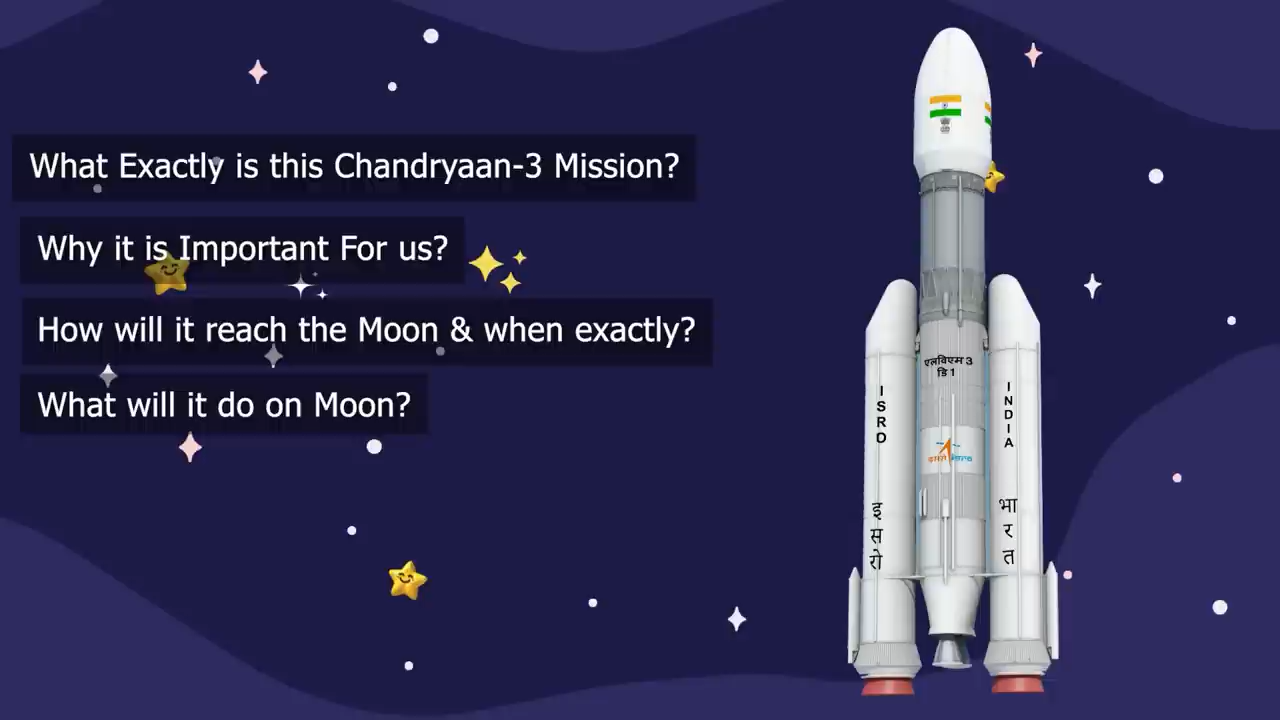 What Exactly is this Chandryaan-3 Mission?
Why it is Important For us?
How will it reach the Moon & when exactly?
What will it do on Moon?
एलविएम 3
डि 1
ISRD
INDIA
इसरो
भारत